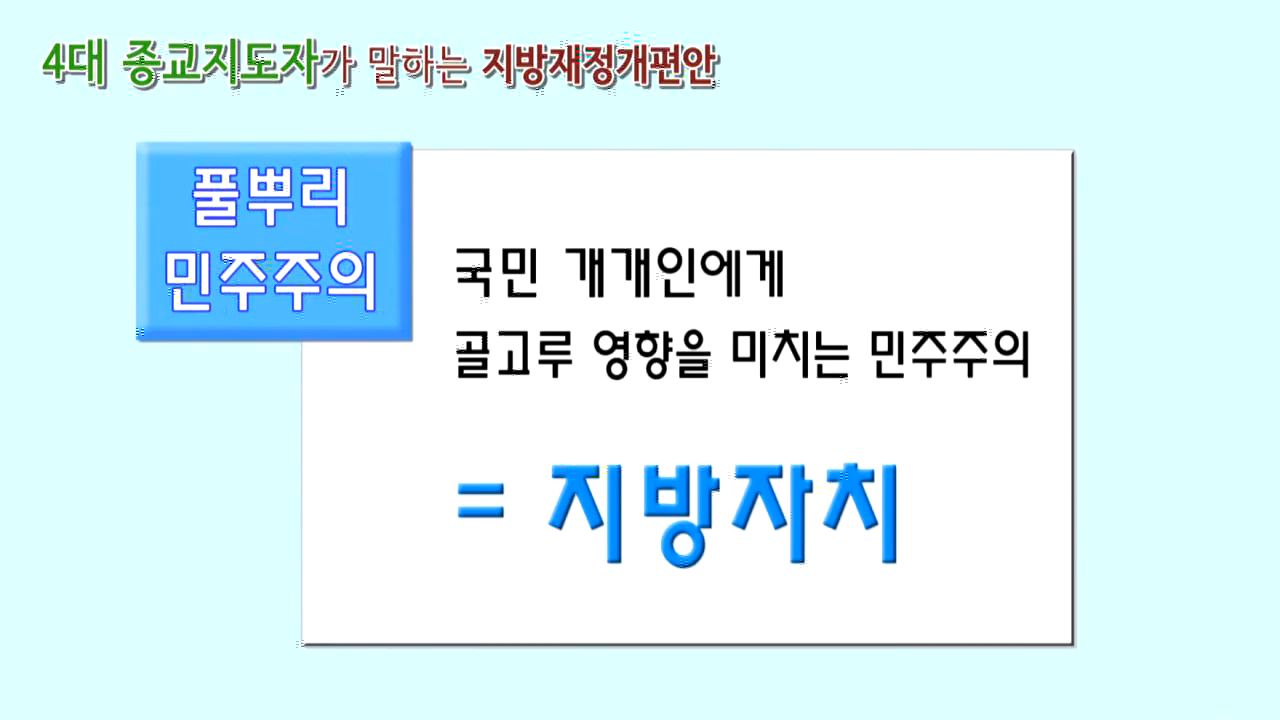 4대 종교지도자가 말하는 지방재정개편안
풀뿌리
민주주의
국민 개개인에게
골고루 영향을 미치는 민주주의
= 지방자치